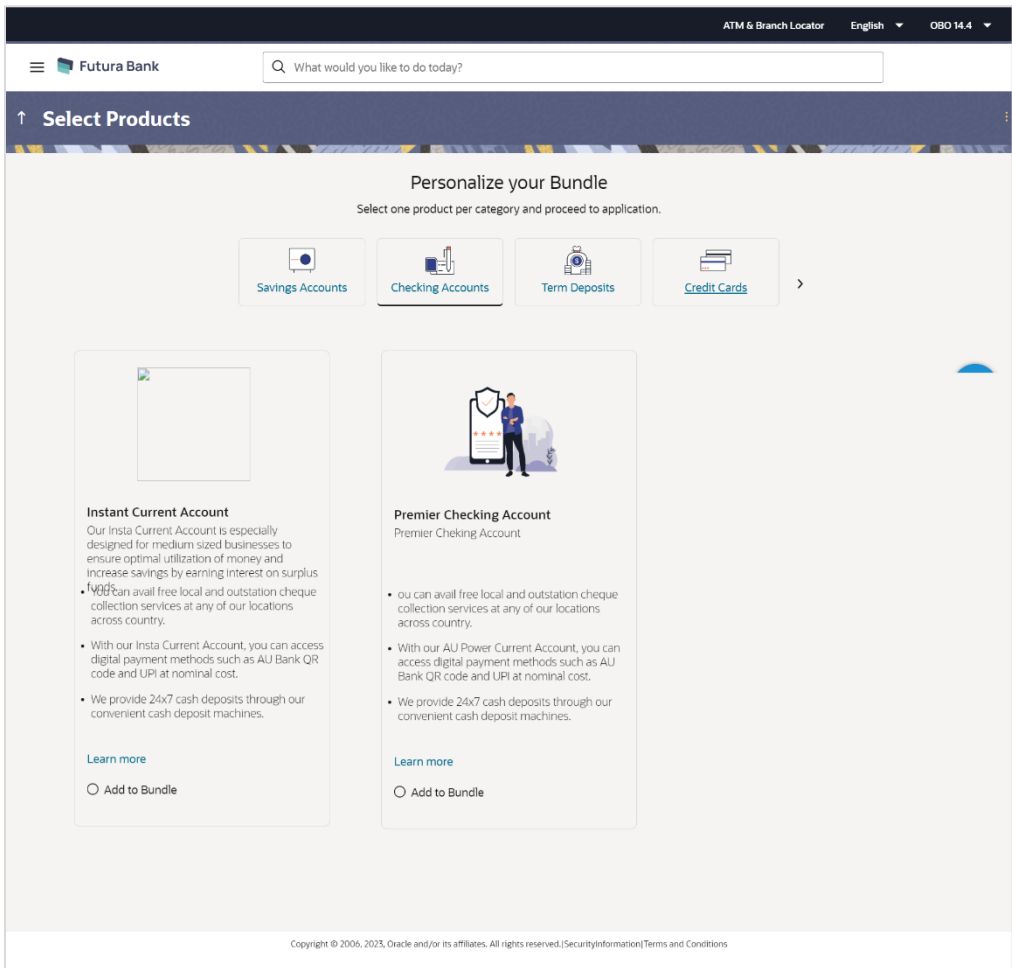 ATM & Branch Locator English OBO 14.4
Futura Bank What would you like to do today?
Select Products
Personalize your Bundle
Select one product per category and proceed to application.
Savings Accounts Checking Accounts Term Deposits Credit Cards
Instant Current Account
Our Insta Current Account is especially
designed for medium sized businesses to
ensure optimal utilization of money and
increase savings by earning interest on surplus
funds.
• You can avail free local and outstation cheque
collection services at any of our locations
across country.
• With our Insta Current Account, you can access
digital payment methods such as AU Bank QR
code and UPI at nominal cost.
• We provide 24x7 cash deposits through our
convenient cash deposit machines.
Learn more
Add to Bundle
Premier Checking Account
Premier Cheking Account
• ou can avail free local and outstation cheque
collection services at any of our locations
across country.
• With our AU Power Current Account, you can
access digital payment methods such as AU
Bank QR code and UPI at nominal cost.
• We provide 24x7 cash deposits through our
convenient cash deposit machines.
Learn more
Add to Bundle
Copyright © 2006, 2023, Oracle and/or its affiliates. All rights reserved.|SecurityInformation|Terms and Conditions